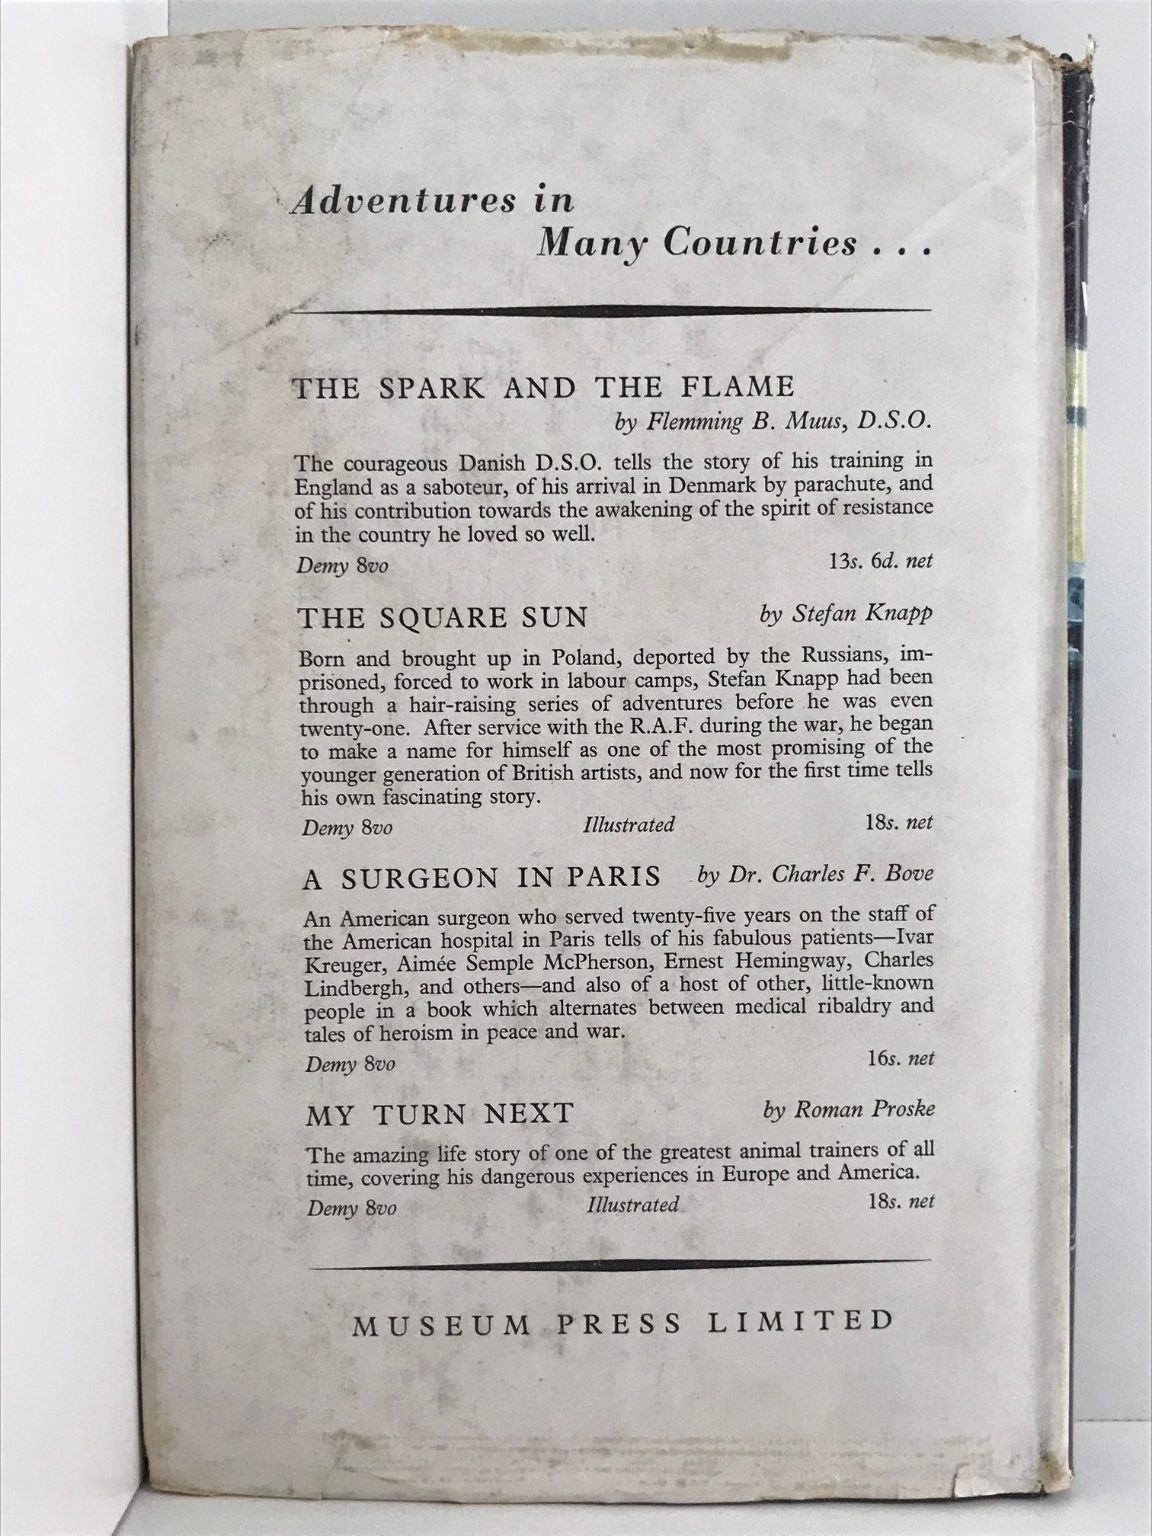 Adventures in
Many Countries . . .
THE SPARK AND THE FLAME
by Flemming B. Muus, D.S.O.
The courageous Danish D.S.O. tells the story of his training in
England as a saboteur, of his arrival in Denmark by parachute, and
of his contribution towards the awakening of the spirit of resistance
in the country he loved so well.
Demy 8vo 13s. 6d. net
THE SQUARE SUN by Stefan Knapp
Born and brought up in Poland, deported by the Russians, im-
prisoned, forced to work in labour camps, Stefan Knapp had been
through a hair-raising series of adventures before he was even
twenty-one. After service with the R.A.F. during the war, he began
to make a name for himself as one of the most promising of the
younger generation of British artists, and now for the first time tells
his own fascinating story.
Demy 8vo Illustrated 18s. net
A SURGEON IN PARIS by Dr. Charles F. Bove
An American surgeon who served twenty-five years on the staff of
the American hospital in Paris tells of his fabulous patients—Ivar
Kreuger, Aimée Semple McPherson, Ernest Hemingway, Charles
Lindbergh, and others—and also of a host of other, little-known
people in a book which alternates between medical ribaldry and
tales of heroism in peace and war.
Demy 8vo 16s. net
MY TURN NEXT by Roman Proske
The amazing life story of one of the greatest animal trainers of all
time, covering his dangerous experiences in Europe and America.
Demy 8vo Illustrated 18s. net
MUSEUM PRESS LIMITED